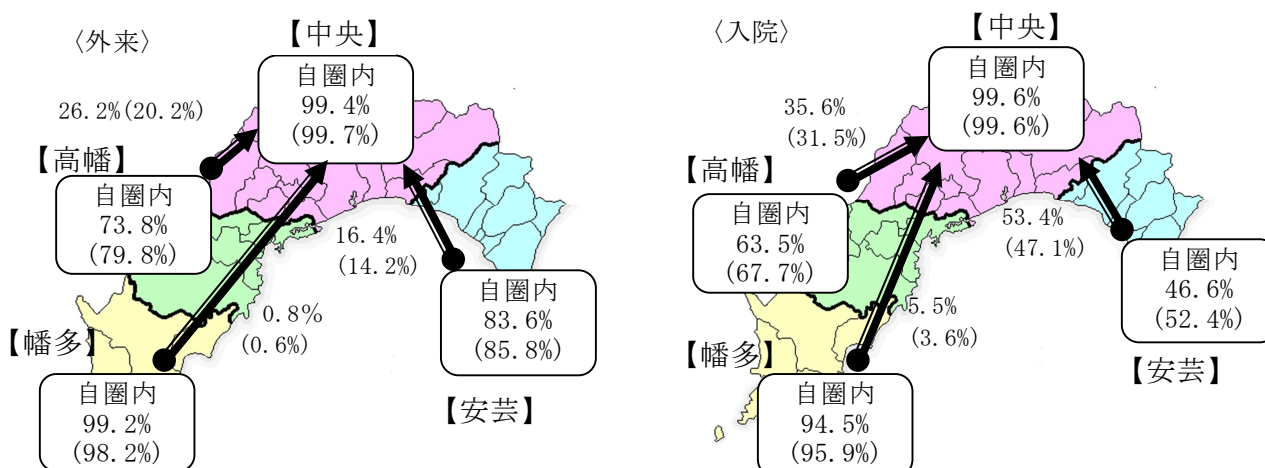 〈外来〉
【中央】
自圏内
99.4%
(99.7%)
26.2%(20.2%)
【高幡】
自圏内
73.8%
(79.8%)
16.4%
(14.2%)
自圏内
83.6%
(85.8%)
【安芸】
0.8%
(0.6%)
【幡多】
自圏内
99.2%
(98.2%)
〈入院〉
【中央】
自圏内
99.6%
(99.6%)
35.6%
(31.5%)
【高幡】
自圏内
63.5%
(67.7%)
53.4%
(47.1%)
自圏内
46.6%
(52.4%)
【安芸】
5.5%
(3.6%)
【幡多】
自圏内
94.5%
(95.9%)